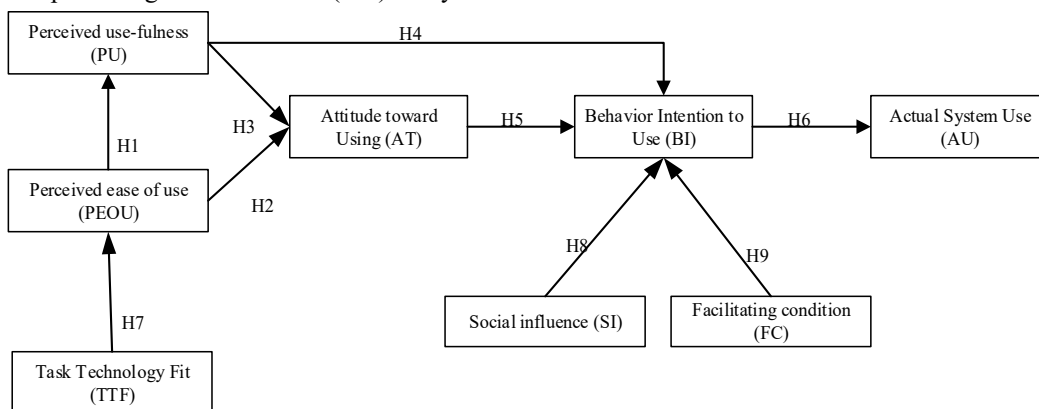 Perceived use-fulness
(PU)
H4
H3
Attitude toward
Using (AT)
H5
Behavior Intention to
Use (BI)
H6
Actual System Use
(AU)
H1
Perceived ease of use
(PEOU)
H2
H8
H9
H7
Social influence (SI)
Facilitating condition
(FC)
Task Technology Fit
(TTF)